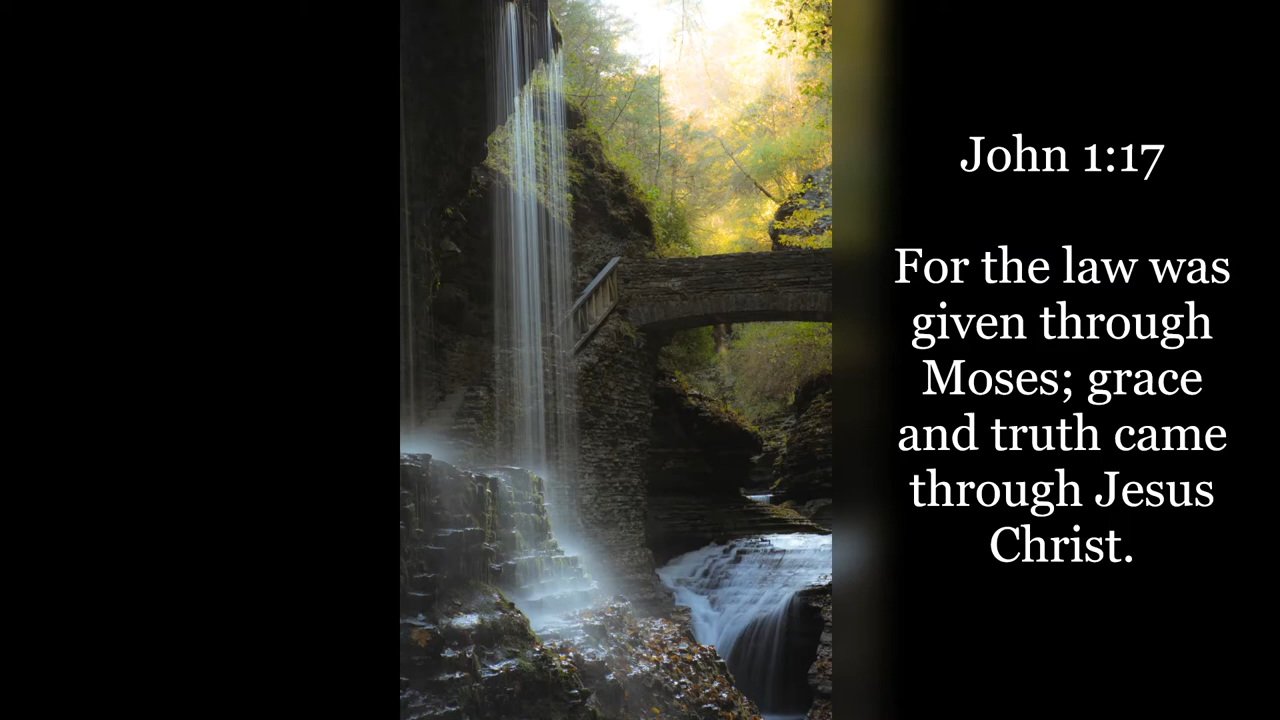 John 1:17
For the law was
given through
Moses; grace
and truth came
through Jesus
Christ.